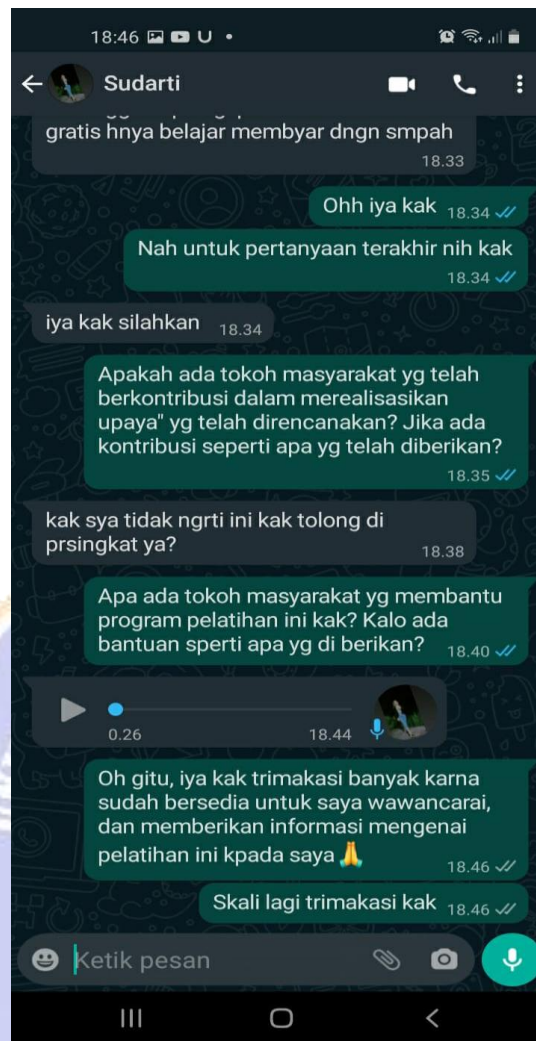 18:46
Sudarti
gratis hnya belajar membyar dngn smpah
18.33
Ohh iya kak 18.34
Nah untuk pertanyaan terakhir nih kak
18.34
iya kak silahkan 18.34
Apakah ada tokoh masyarakat yg telah
berkontribusi dalam merealisasikan
upaya" yg telah direncanakan? Jika ada
kontribusi seperti apa yg telah diberikan?
18.35
kak sya tidak ngrti ini kak tolong di
prsingkat ya?
18.38
Apa ada tokoh masyarakat yg membantu
program pelatihan ini kak? Kalo ada
bantuan sperti apa yg di berikan? 18.40
0.26 18.44
Oh gitu, iya kak trimakasi banyak karna
sudah bersedia untuk saya wawancarai,
dan memberikan informasi mengenai
pelatihan ini kpada saya 🙏
18.46
Skali lagi trimakasi kak 18.46
Ketik pesan